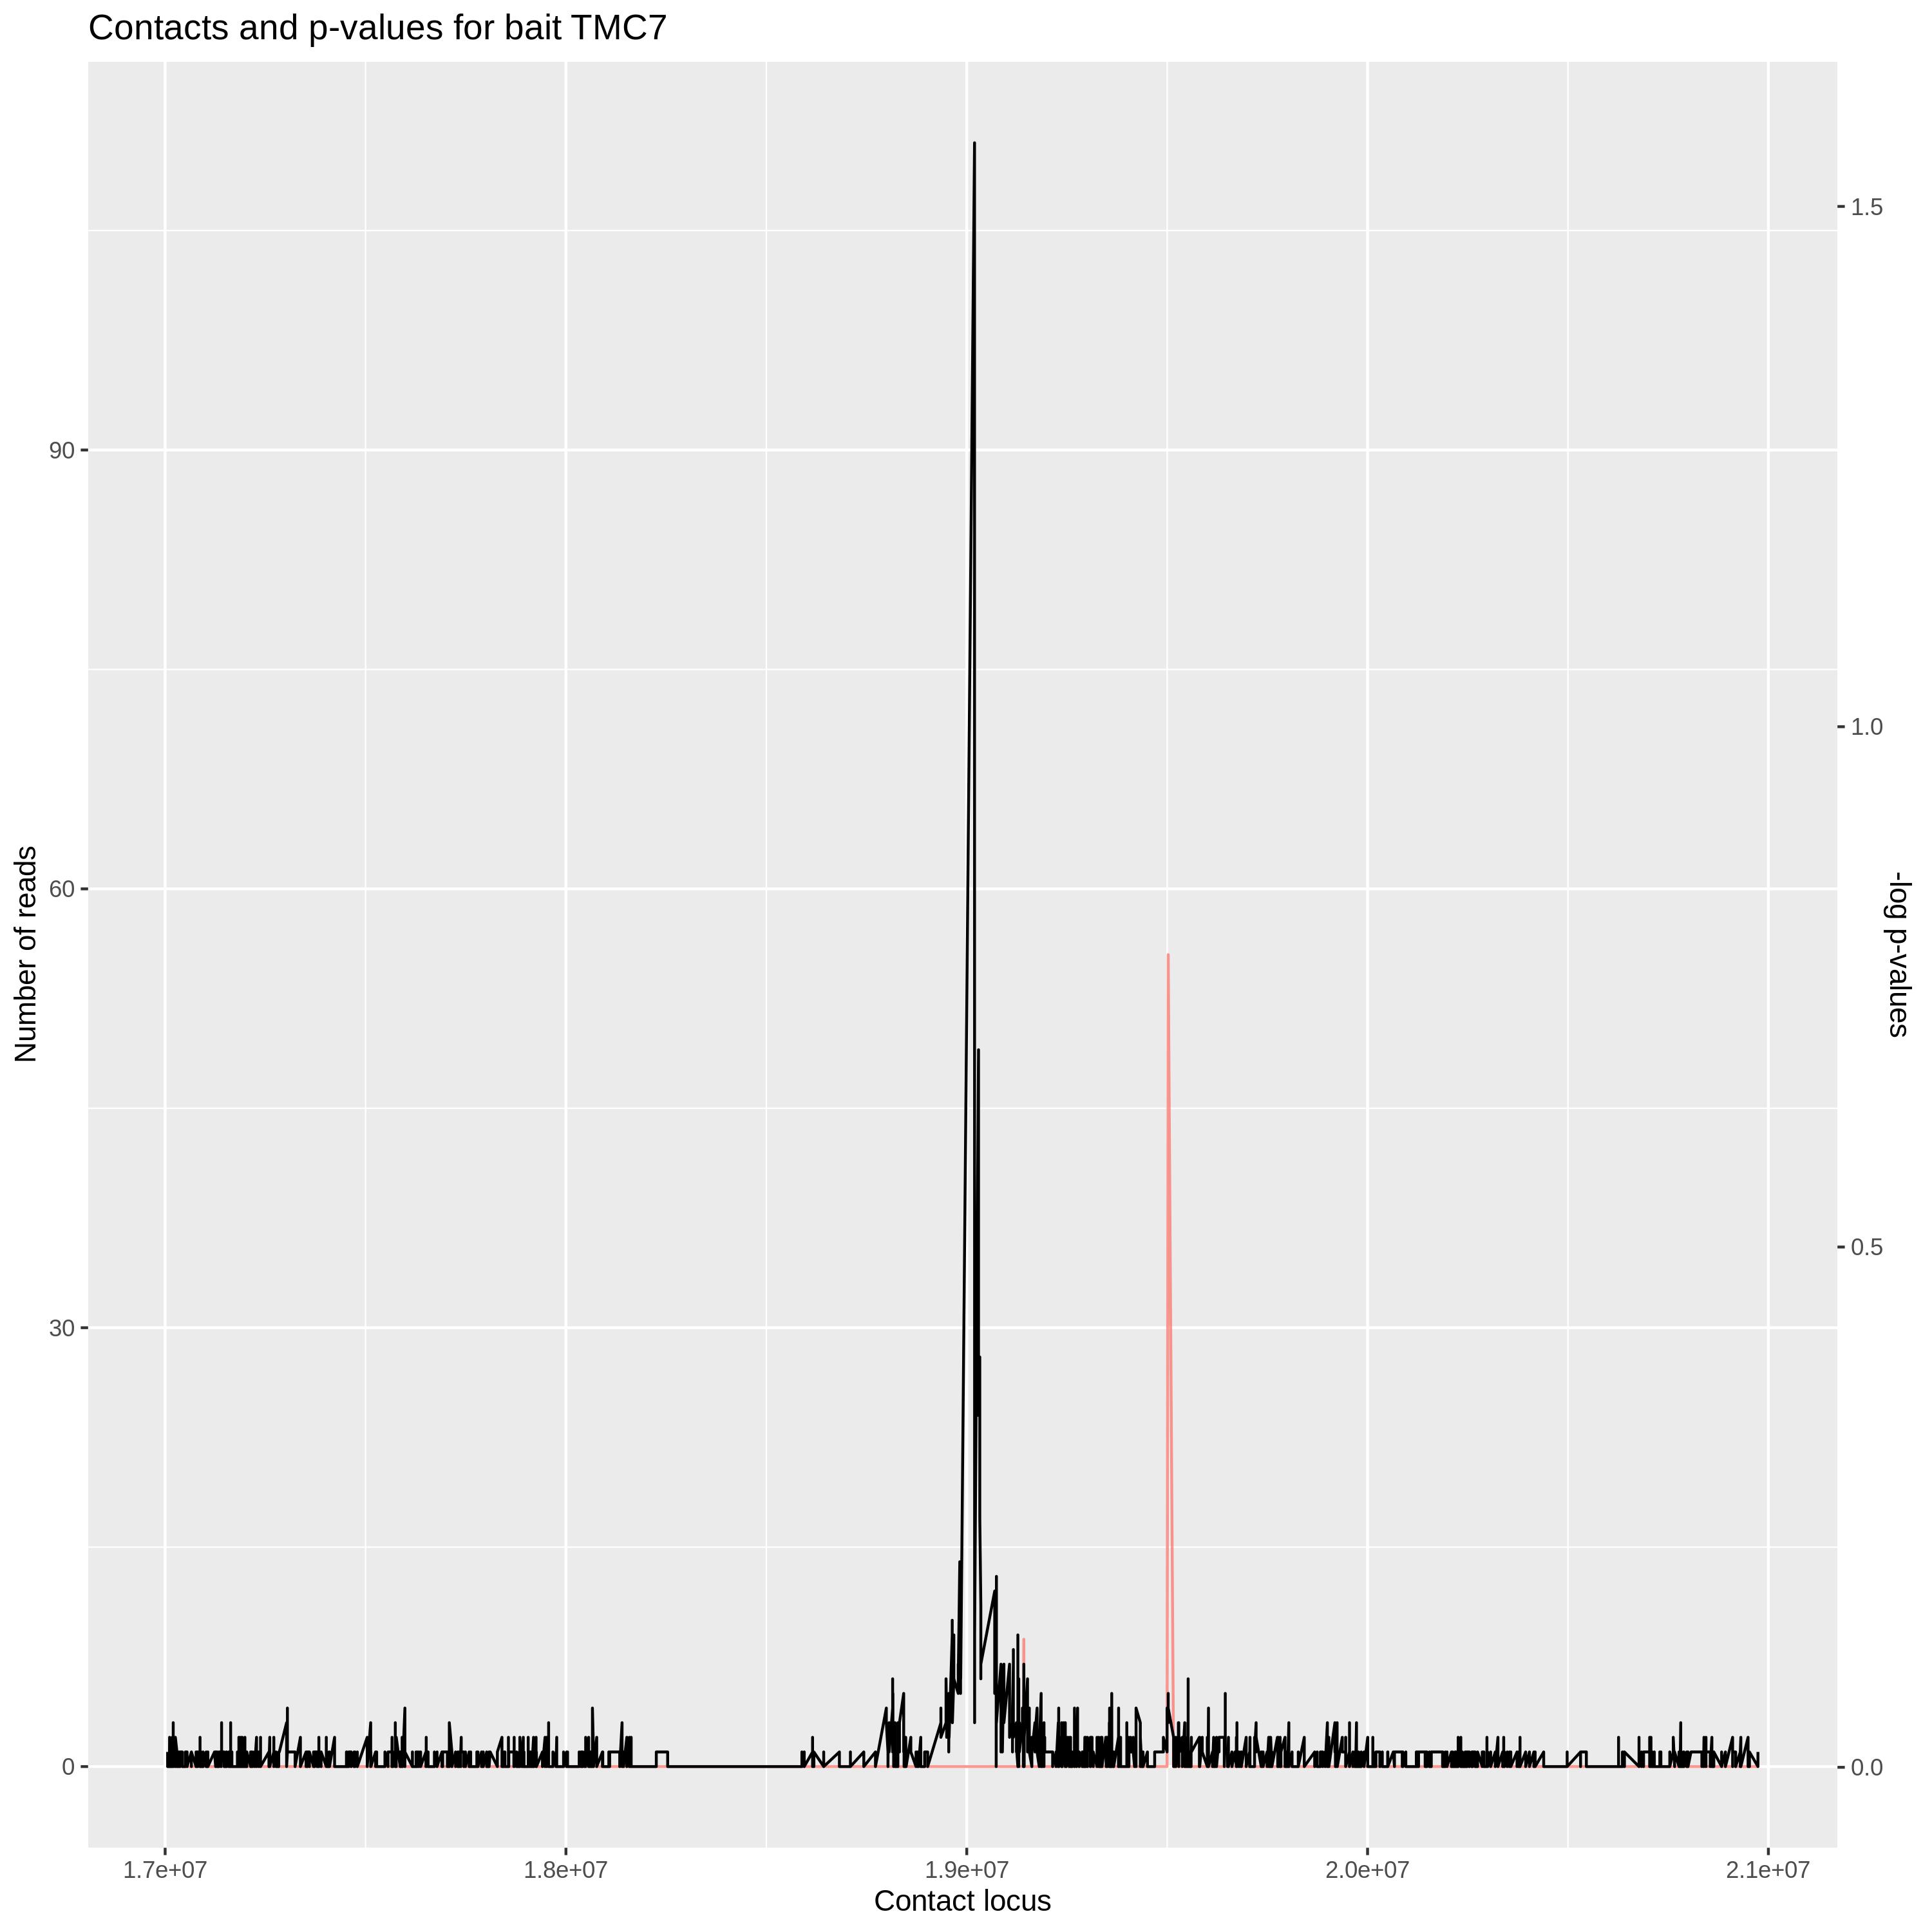 Contacts and p-values for bait TMC7
90
60
30
0
Number of reads
1.5
1.0
0.5
0.0
-log p-values
1.7e+07
1.8e+07
1.9e+07
2.0e+07
2.1e+07
Contact locus